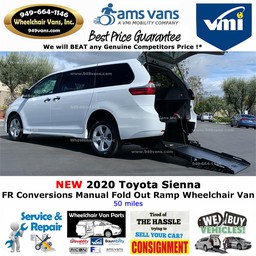 949-664-1146
Wheelchair Vans, Inc.
949vans.com
ams vans
A VMI MOBILITY COMPANY
vmi
Best Price Guarantee
We will BEAT any Genuine Competitors Price !*
NEW 2020 Toyota Sienna
FR Conversions Manual Fold Out Ramp Wheelchair Van
50 miles
Service &
Repair
Wheelchair Van Parts
Tired of
THE HASSLE
trying to
SELL YOUR CAR?
CONSIGNMENT
WE BUY
VEHICLES!